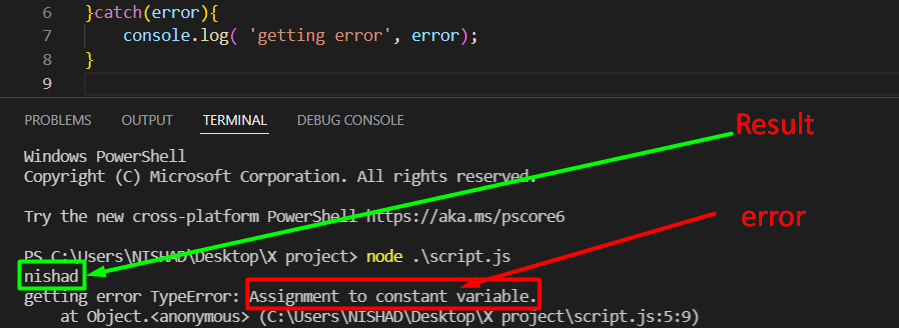 6 }catch(error){
7 console.log( 'getting error', error);
8 }
9
PROBLEMS OUTPUT TERMINAL DEBUG CONSOLE
Result
Windows PowerShell
Copyright (C) Microsoft Corporation. All rights reserved.
Try the new cross-platform PowerShell https://aka.ms/pscore6
error
PS C:\Users\NISHAD\Desktop\X project> node .\script.js
nishad
getting error TypeError: Assignment to constant variable.
at Object.<anonymous> (C:\Users\NISHAD\Desktop\X project\script.js:5:9)